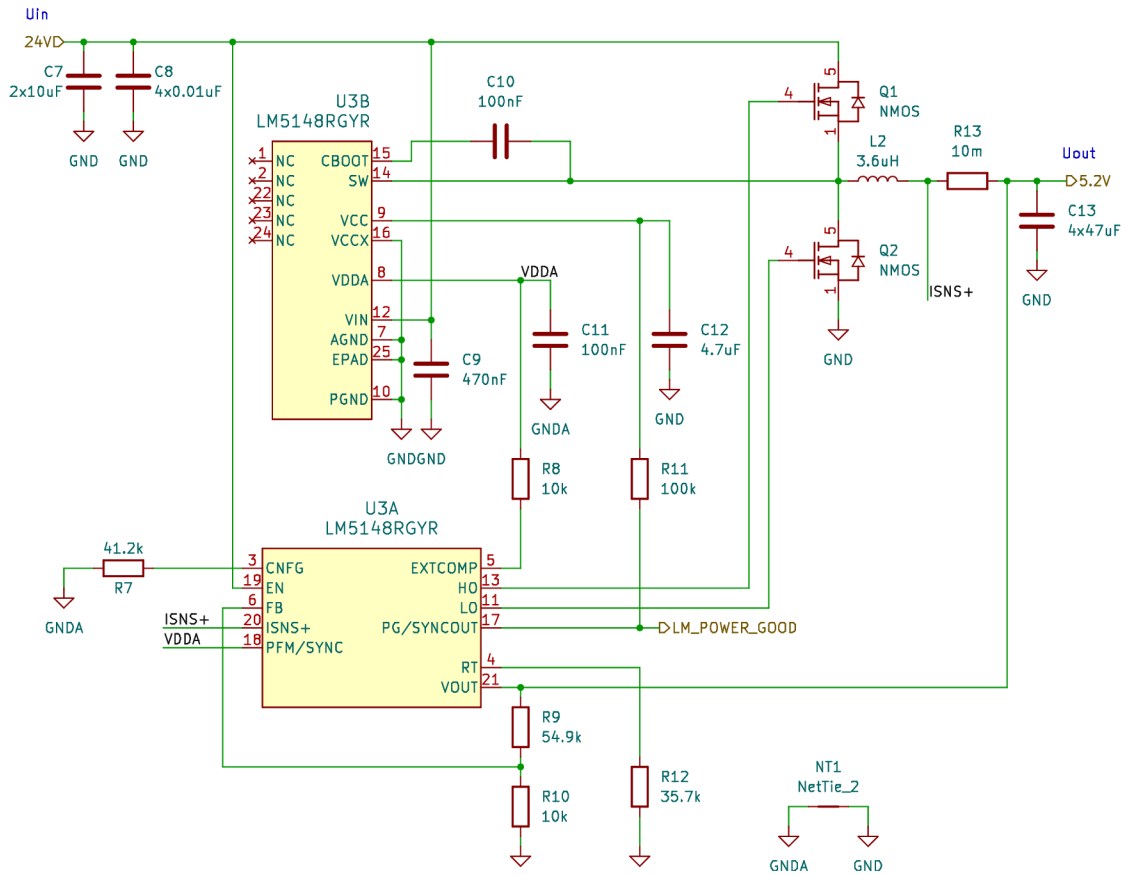 Uin
24V
C7
2x10uF
C8
4x0.01uF
GND
GND
U3B
LM5148RGYR
1 NC
2 NC
22 NC
23 NC
24 NC
CBOOT 15
SW 14
VCC 9
VCCX 16
VDDA 8
VIN 12
AGND 7
EPAD 25
PGND 10
C10
100nF
VDDA
C11
100nF
GNDA
C12
4.7uF
GND
C9
470nF
GND
GND
5
4
1
Q1
NMOS
L2
3.6uH
R13
10m
Uout
5.2V
C13
4x47uF
GND
5
4
1
Q2
NMOS
GND
ISNS+
R8
10k
R11
100k
U3A
LM5148RGYR
41.2k
R7
GNDA
ISNS+
VDDA
3 CNFG
19 EN
6 FB
20 ISNS+
18 PFM/SYNC
EXTCOMP 5
HO 13
LO 11
PG/SYNCOUT 17
RT 4
VOUT 21
LM_POWER_GOOD
R9
54.9k
R10
10k
R12
35.7k
NT1
NetTie_2
GNDA
GND